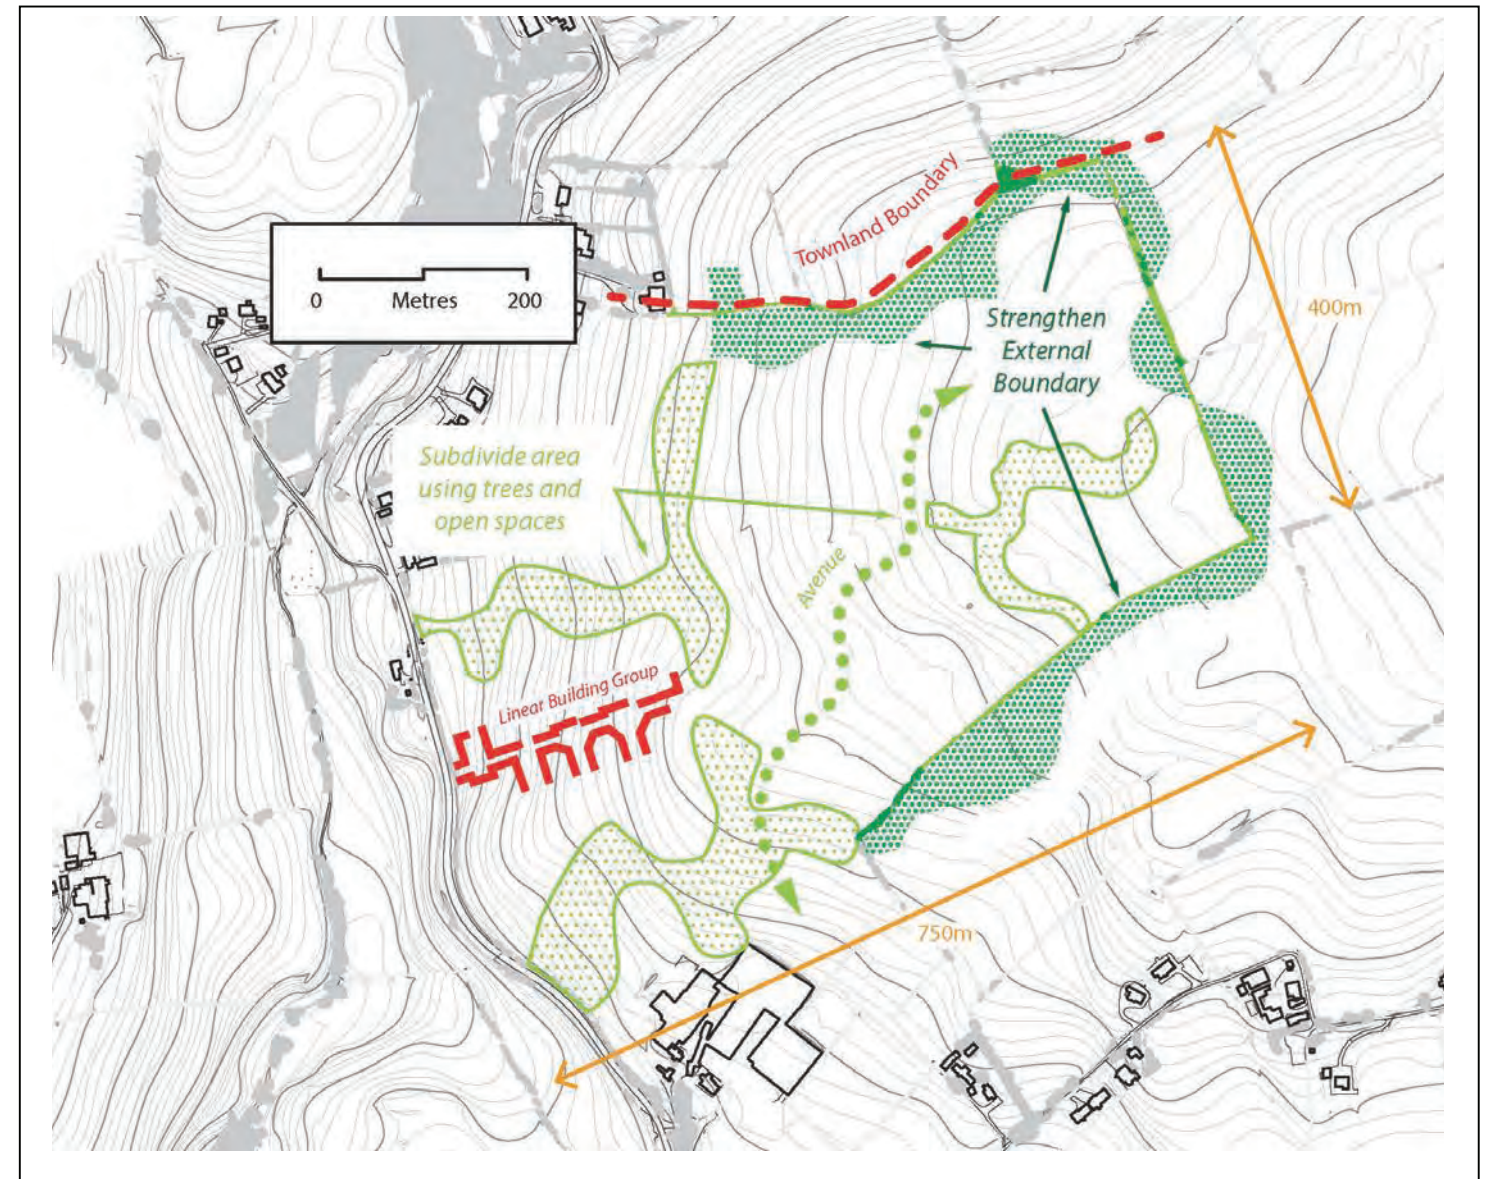 Townland Boundary
0 Metres 200
400m
Strengthen
External
Boundary
Subdivide area
using trees and
open spaces
Avenue
Linear Building Group
750m